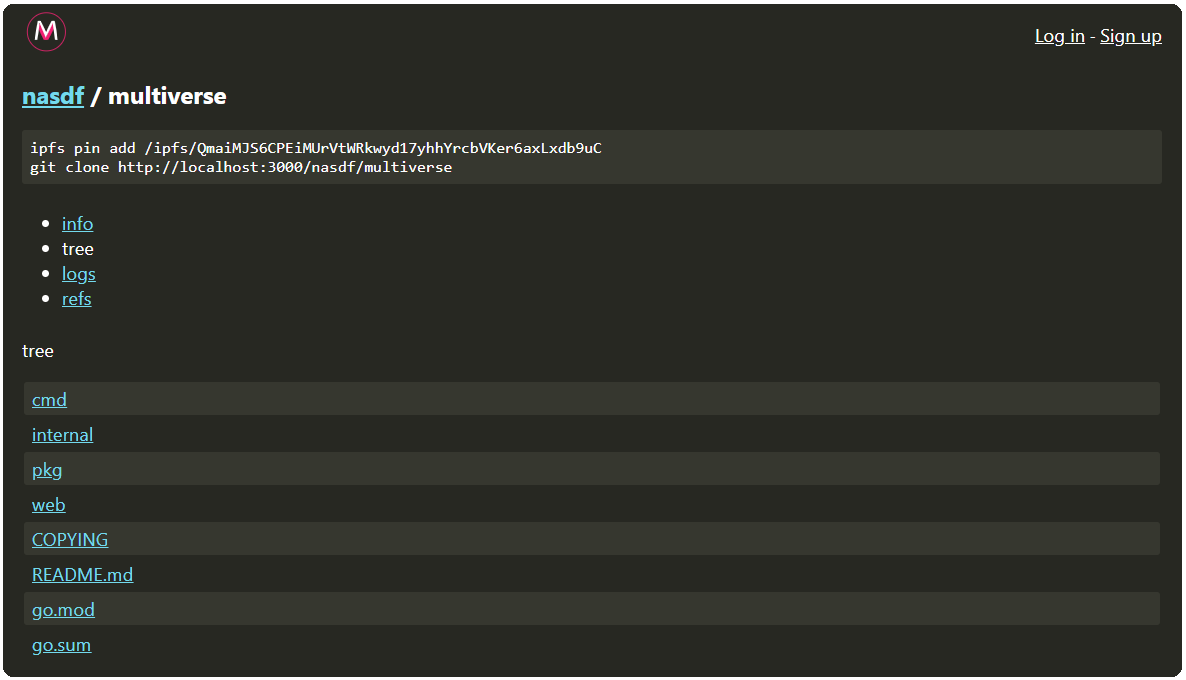 M
Log in - Sign up
nasdf / multiverse
ipfs pin add /ipfs/QmaiMJS6CPEiMUrVtWRkwyd17yhhYrcbVKer6axLxdb9uC
git clone http://localhost:3000/nasdf/multiverse
info
tree
logs
refs
tree
cmd
internal
pkg
web
COPYING
README.md
go.mod
go.sum